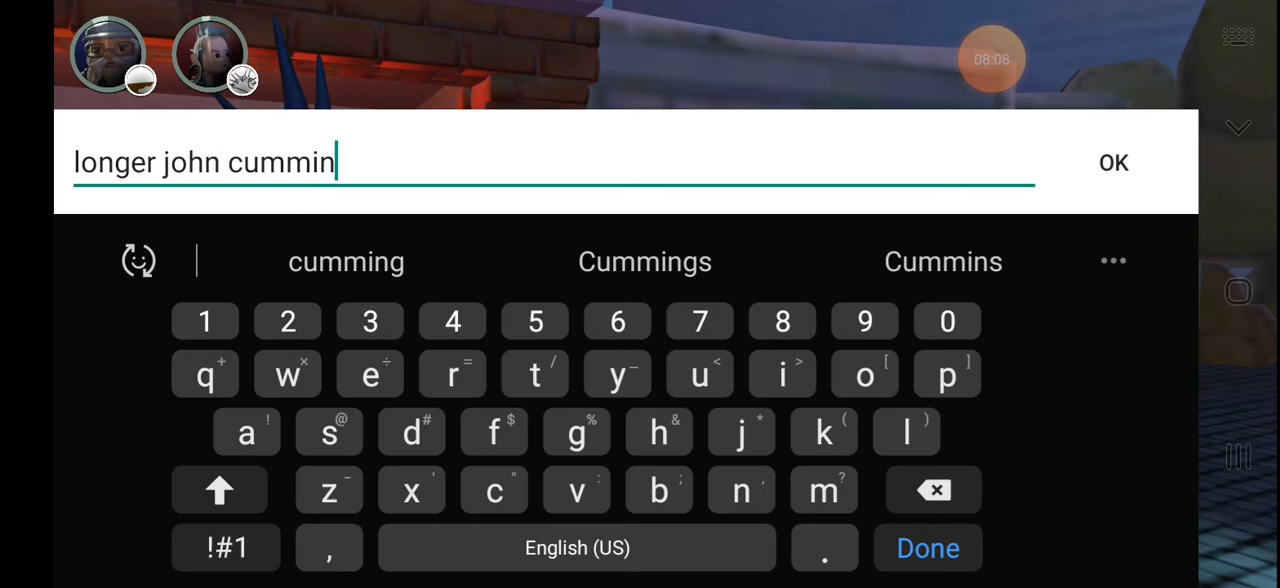 08:08
longer john cummin
OK
cumming Cummings Cummins •••
1 2 3 4 5 6 7 8 9 0
q+ w× e÷ r= t/ y– u< i> o[ p]
a! s@ d# f$ g% h& j* k( l)
z- x' c" v: b; n, m?
!#1 , English (US) . Done